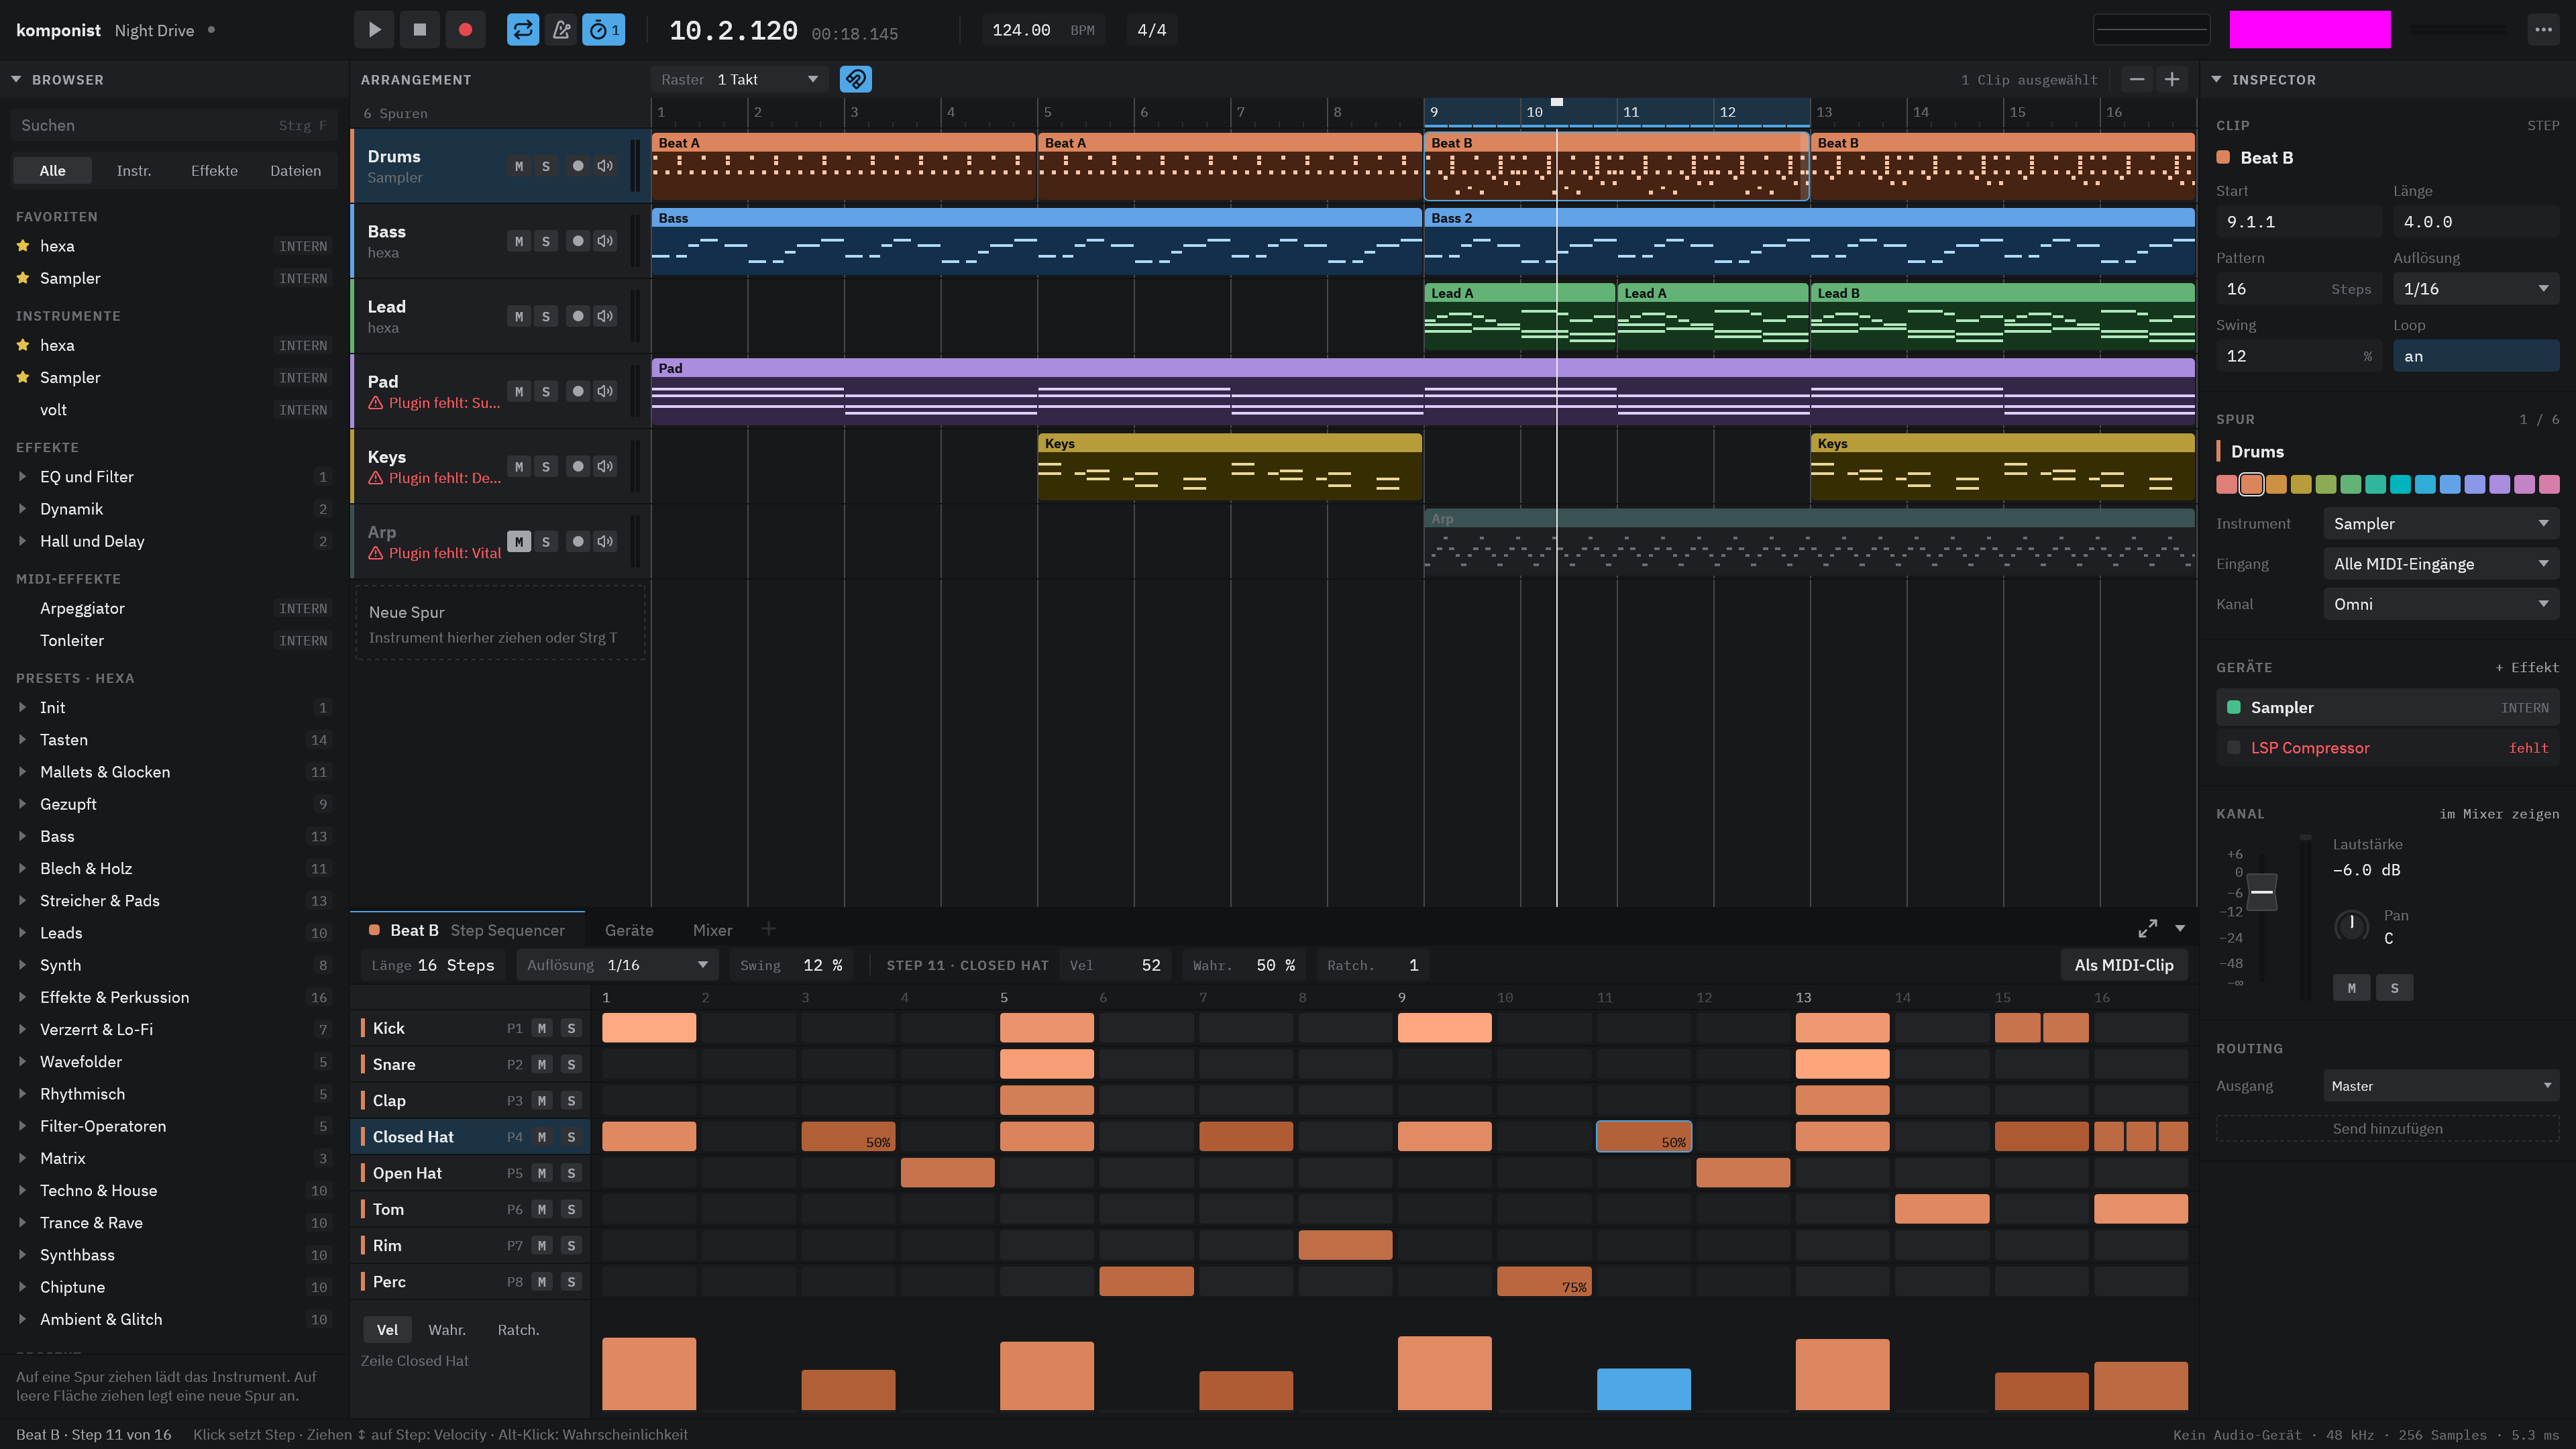 komponist Night Drive
1
10.2.120 00:18.145
124.00 BPM
4/4
BROWSER
Suchen Strg F
Alle Instr. Effekte Dateien
FAVORITEN
hexa INTERN
Sampler INTERN
INSTRUMENTE
hexa INTERN
Sampler INTERN
volt INTERN
EFFEKTE
EQ und Filter 1
Dynamik 2
Hall und Delay 2
MIDI-EFFEKTE
Arpeggiator INTERN
Tonleiter INTERN
PRESETS · HEXA
Init 1
Tasten 14
Mallets & Glocken 11
Gezupft 9
Bass 13
Blech & Holz 11
Streicher & Pads 13
Leads 10
Synth 8
Effekte & Perkussion 16
Verzerrt & Lo-Fi 7
Wavefolder 5
Rhythmisch 5
Filter-Operatoren 5
Matrix 3
Techno & House 10
Trance & Rave 10
Synthbass 10
Chiptune 10
Ambient & Glitch 10
Auf eine Spur ziehen lädt das Instrument. Auf
leere Fläche ziehen legt eine neue Spur an.
ARRANGEMENT
Raster 1 Takt
1 Clip ausgewählt
6 Spuren
1 2 3 4 5 6 7 8 9 10 11 12 13 14 15 16
Drums
Sampler
M S
Beat A Beat A Beat B Beat B
Bass
hexa
M S
Bass Bass 2
Lead
hexa
M S
Lead A Lead A Lead B
Pad
Plugin fehlt: Su...
M S
Pad
Keys
Plugin fehlt: De...
M S
Keys Keys
Arp
Plugin fehlt: Vital
M S
Arp
Neue Spur
Instrument hierher ziehen oder Strg T
Beat B Step Sequencer Geräte Mixer
Länge 16 Steps
Auflösung 1/16
Swing 12 %
STEP 11 · CLOSED HAT
Vel 52
Wahr. 50 %
Ratch. 1
Als MIDI-Clip
1 2 3 4 5 6 7 8 9 10 11 12 13 14 15 16
Kick P1 M S
Snare P2 M S
Clap P3 M S
Closed Hat P4 M S 50% 50%
Open Hat P5 M S
Tom P6 M S
Rim P7 M S
Perc P8 M S 75%
Vel Wahr. Ratch.
Zeile Closed Hat
INSPECTOR
CLIP STEP
Beat B
Start Länge
9.1.1 4.0.0
Pattern Auflösung
16 Steps 1/16
Swing Loop
12 % an
SPUR 1 / 6
Drums
Instrument Sampler
Eingang Alle MIDI-Eingänge
Kanal Omni
GERÄTE + Effekt
Sampler INTERN
LSP Compressor fehlt
KANAL im Mixer zeigen
+6
0
−6
−12
−24
−48
−∞
Lautstärke
−6.0 dB
Pan
C
M S
ROUTING
Ausgang Master
Send hinzufügen
Beat B · Step 11 von 16 Klick setzt Step · Ziehen ↕ auf Step: Velocity · Alt-Klick: Wahrscheinlichkeit
Kein Audio-Gerät · 48 kHz · 256 Samples · 5.3 ms